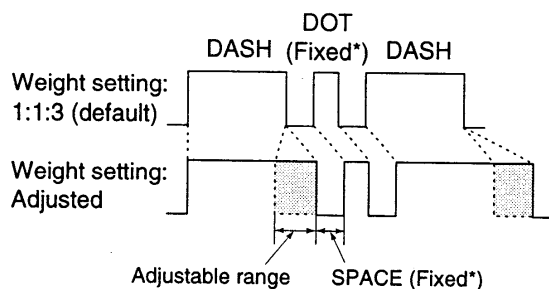 DOT
DASH (Fixed*) DASH
Weight setting:
1:1:3 (default)
Weight setting:
Adjusted
Adjustable range SPACE (Fixed*)